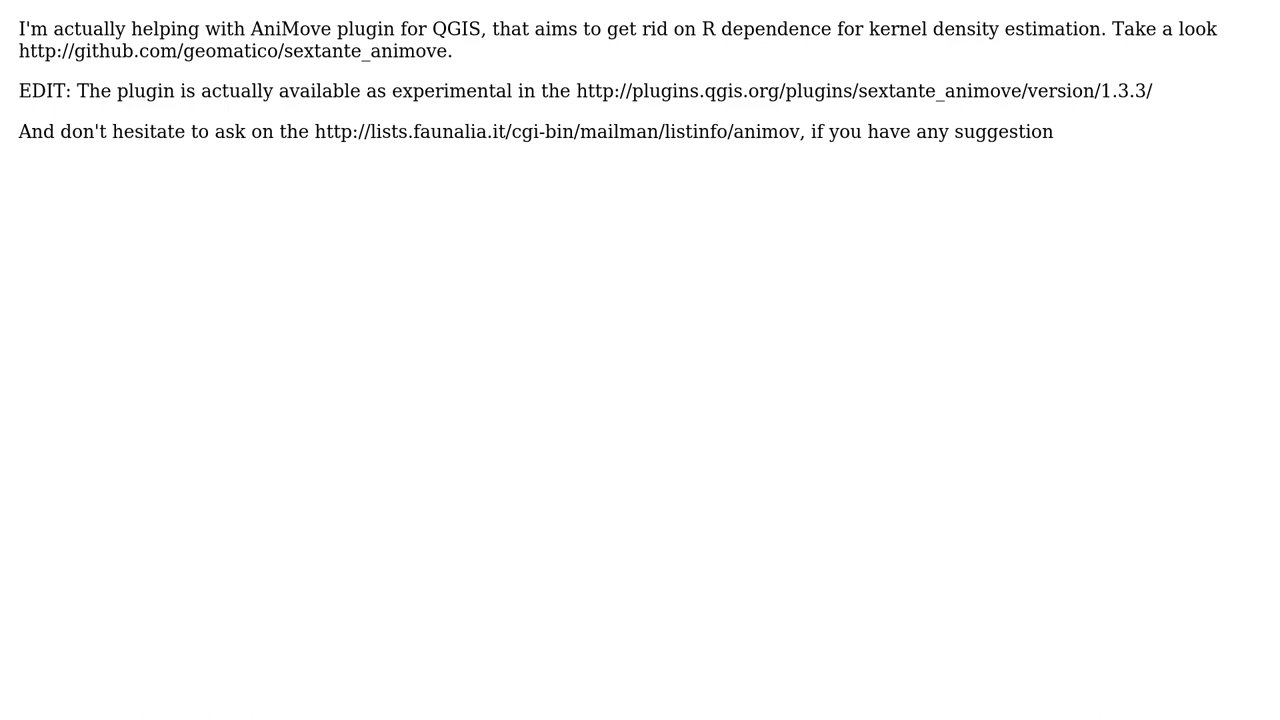 I'm actually helping with AniMove plugin for QGIS, that aims to get rid on R dependence for kernel density estimation. Take a look
http://github.com/geomatico/sextante_animove.
EDIT: The plugin is actually available as experimental in the http://plugins.qgis.org/plugins/sextante_animove/version/1.3.3/
And don't hesitate to ask on the http://lists.faunalia.it/cgi-bin/mailman/listinfo/animov, if you have any suggestion